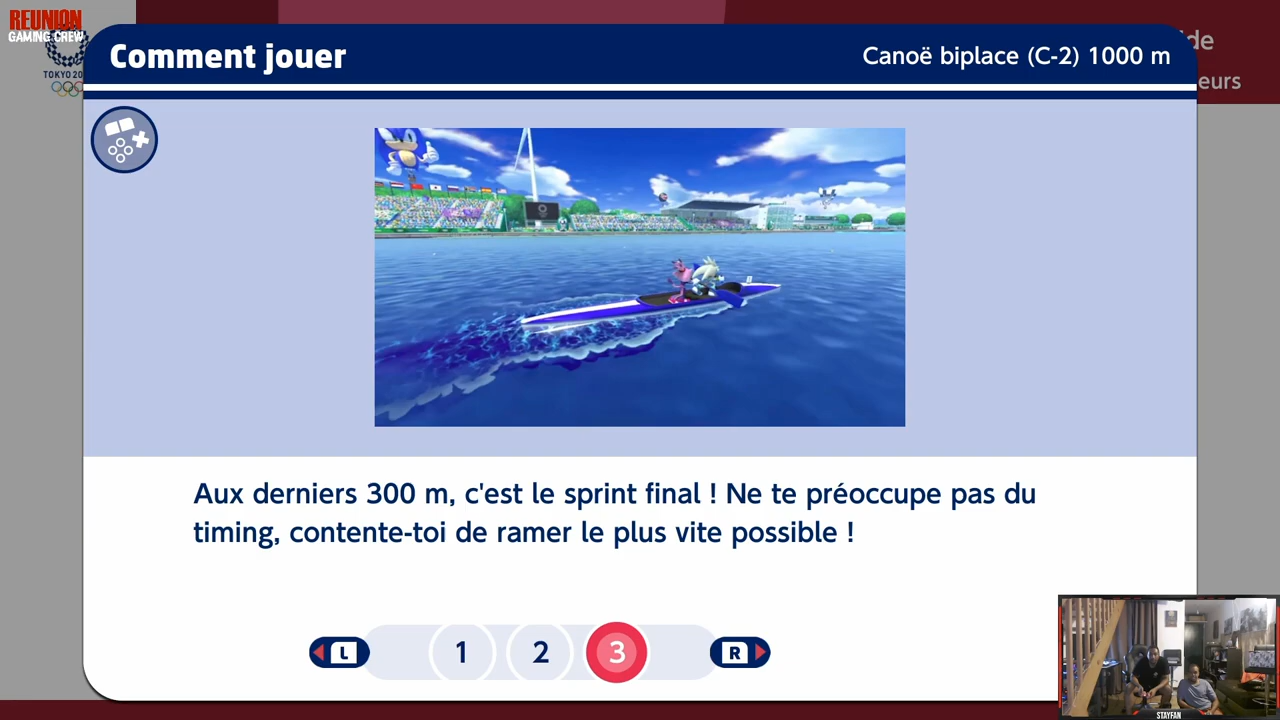 REUNION
GAMING CREW
TOKYO 20
Comment jouer
Canoë biplace (C-2) 1000 m
de
eurs
Aux derniers 300 m, c'est le sprint final ! Ne te préoccupe pas du
timing, contente-toi de ramer le plus vite possible !
L
1
2
3
R
STAYFAN